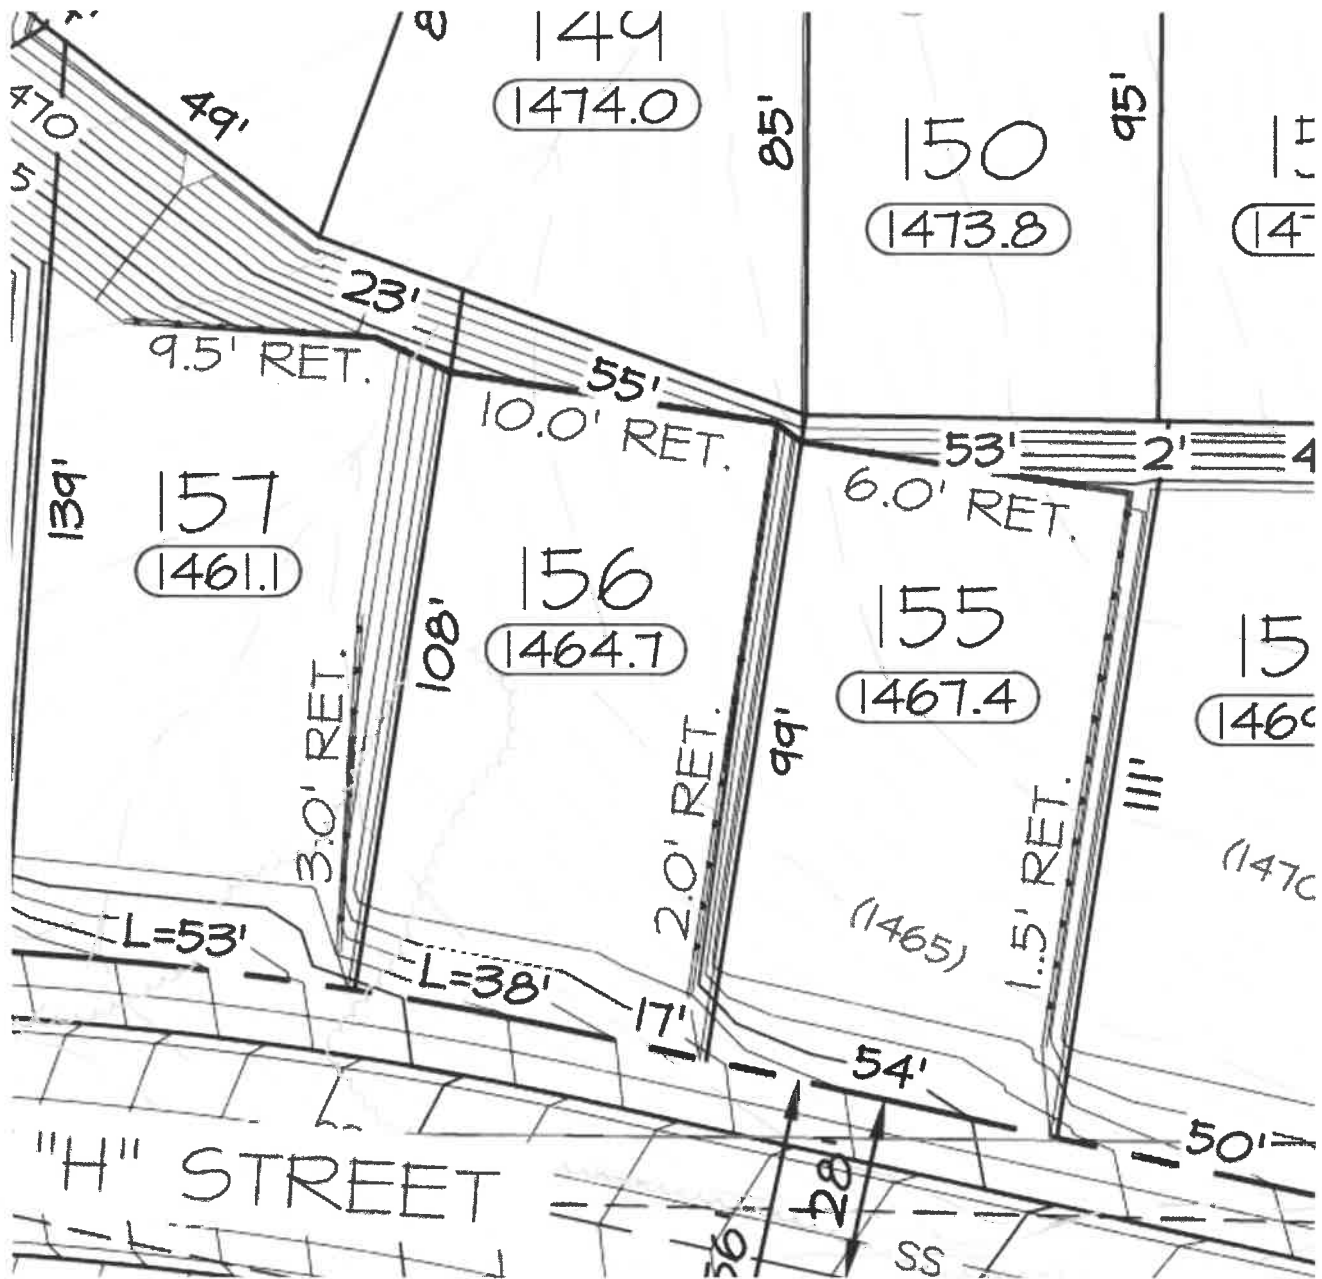 149
1474.0
49'
85'
95'
150
1473.8
470
23'
55'
53'
2'
9.5' RET.
10.0' RET.
6.0' RET.
139'
157
1461.1
108'
156
1464.7
99'
155
1467.4
111'
3.0' RET.
2.0' RET.
1.5' RET.
(1465)
L=53'
L=38'
17'
54'
50'
"H" STREET
28'
SS